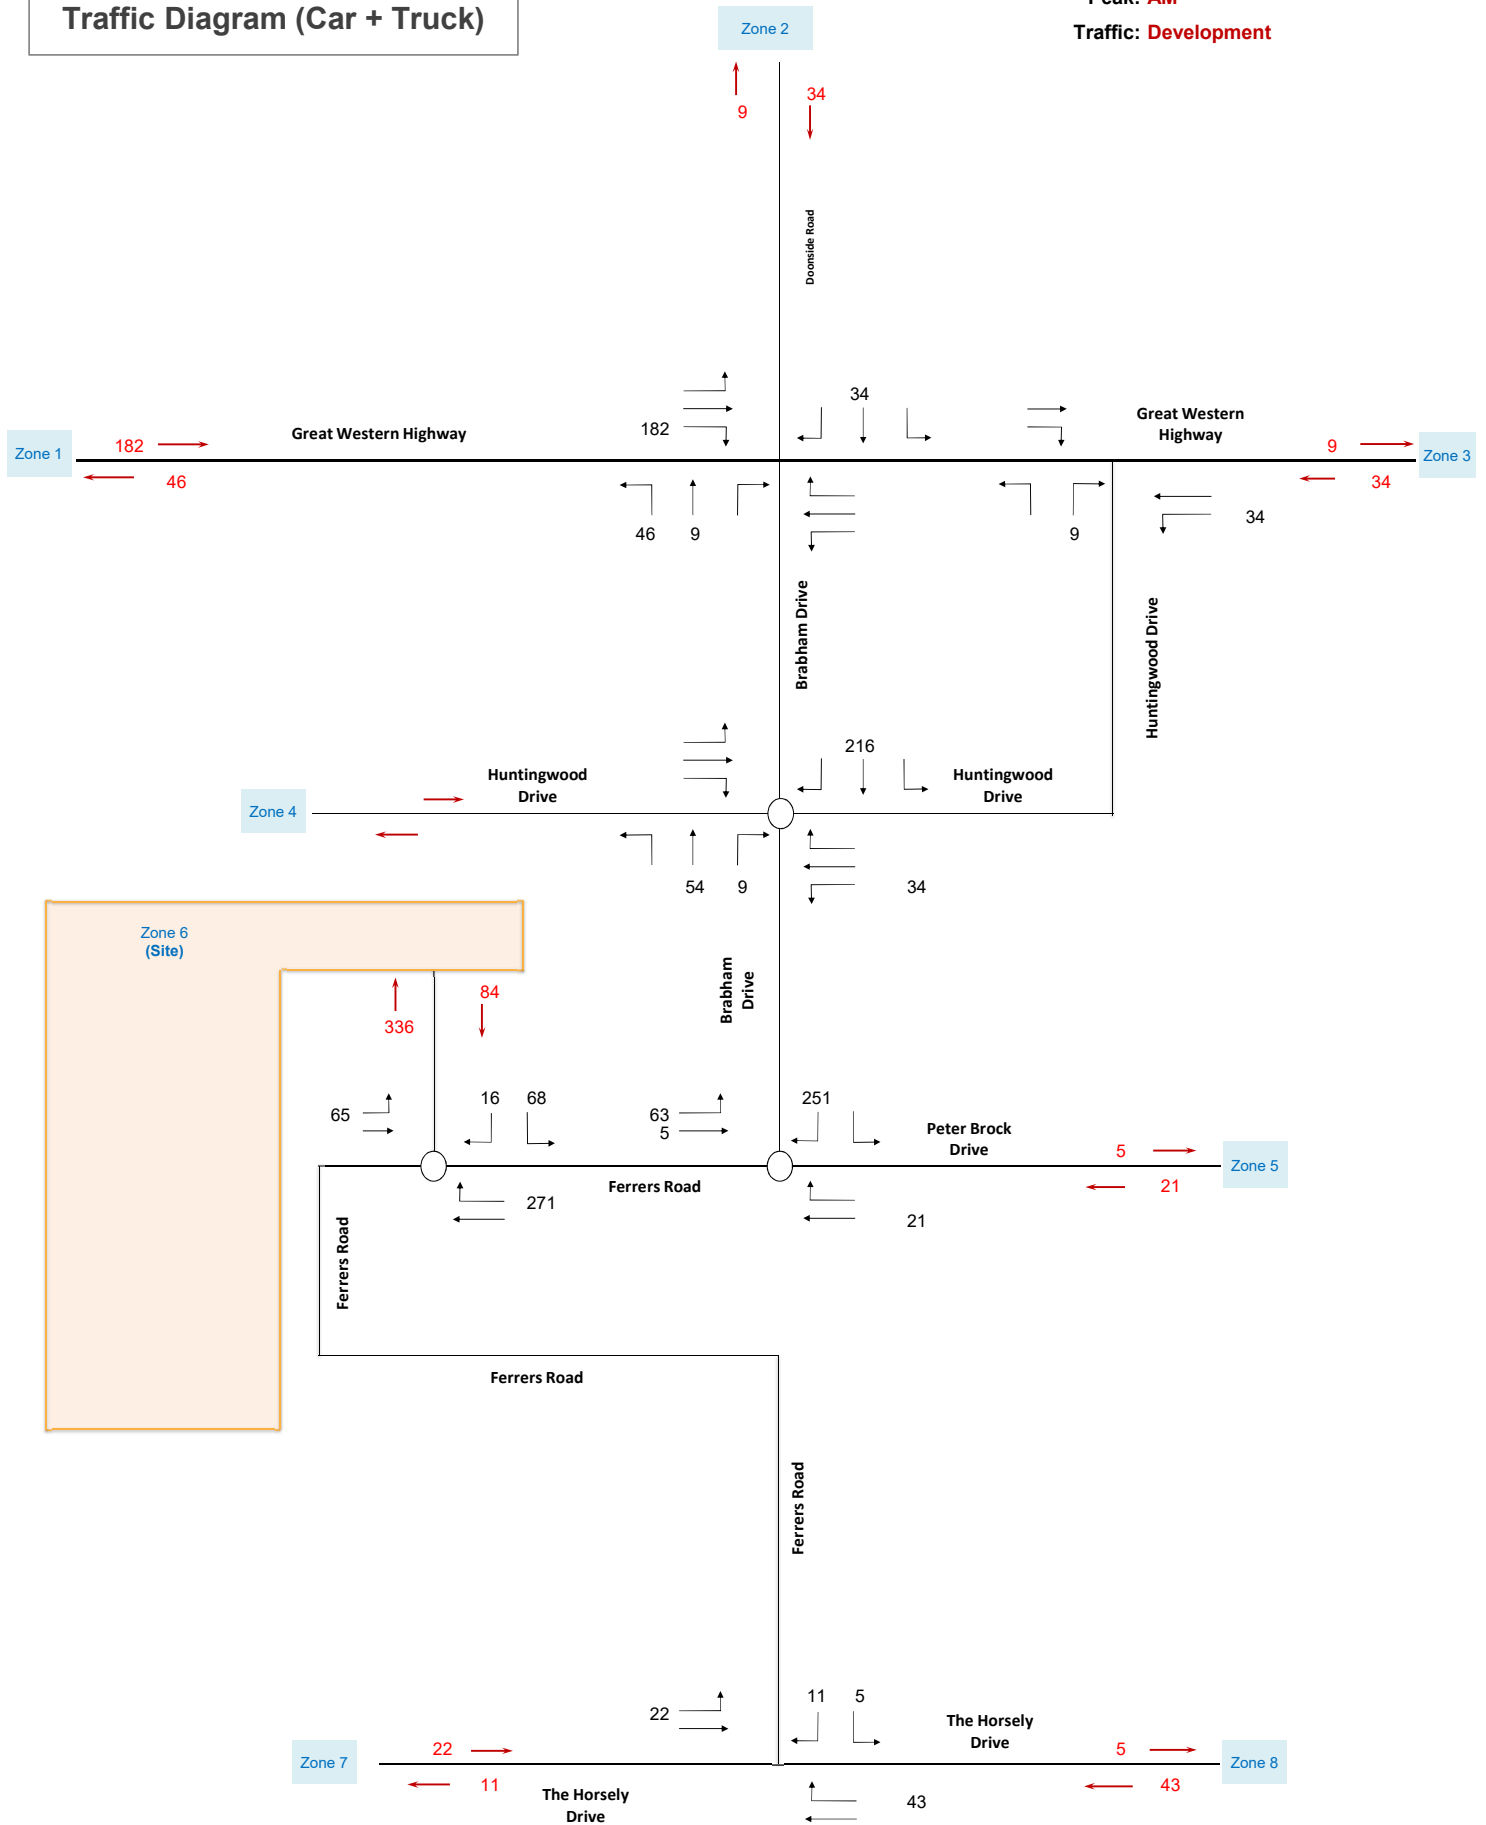 Traffic Diagram (Car + Truck)
Peak: AM
Traffic: Development
Zone 2
9
34
Doonside Road
34
182
Great Western Highway
Great Western
Highway
Zone 1
182
46
9
34
Zone 3
46
9
9
34
Brabham Drive
Huntingwood Drive
216
Huntingwood
Drive
Huntingwood
Drive
Zone 4
54
9
34
Zone 6
(Site)
Brabham
Drive
84
336
65
16
68
63
5
251
Peter Brock
Drive
5
21
Zone 5
271
Ferrers Road
21
Ferrers Road
Ferrers Road
Ferrers Road
22
11
5
The Horsely
Drive
Zone 7
22
11
5
43
Zone 8
The Horsely
Drive
43